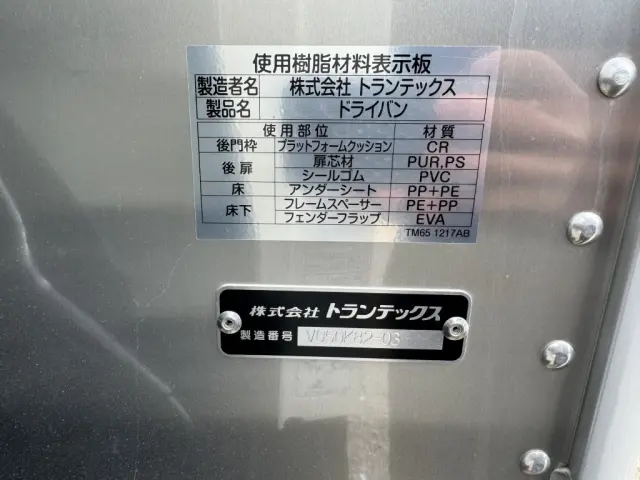 使用樹脂材料表示板
製造者名 株式会社 トランテックス
製品名 ドライバン
使用部位 材質
後門枠 プラットフォームクッション CR
後扉 扉芯材 PUR,PS
シールゴム PVC
床 アンダーシート PP+PE
床下 フレームスペーサー PE+PP
フェンダーフラップ EVA
TM65 1217AB
株式会社 トランテックス
製造番号 V050K82-03